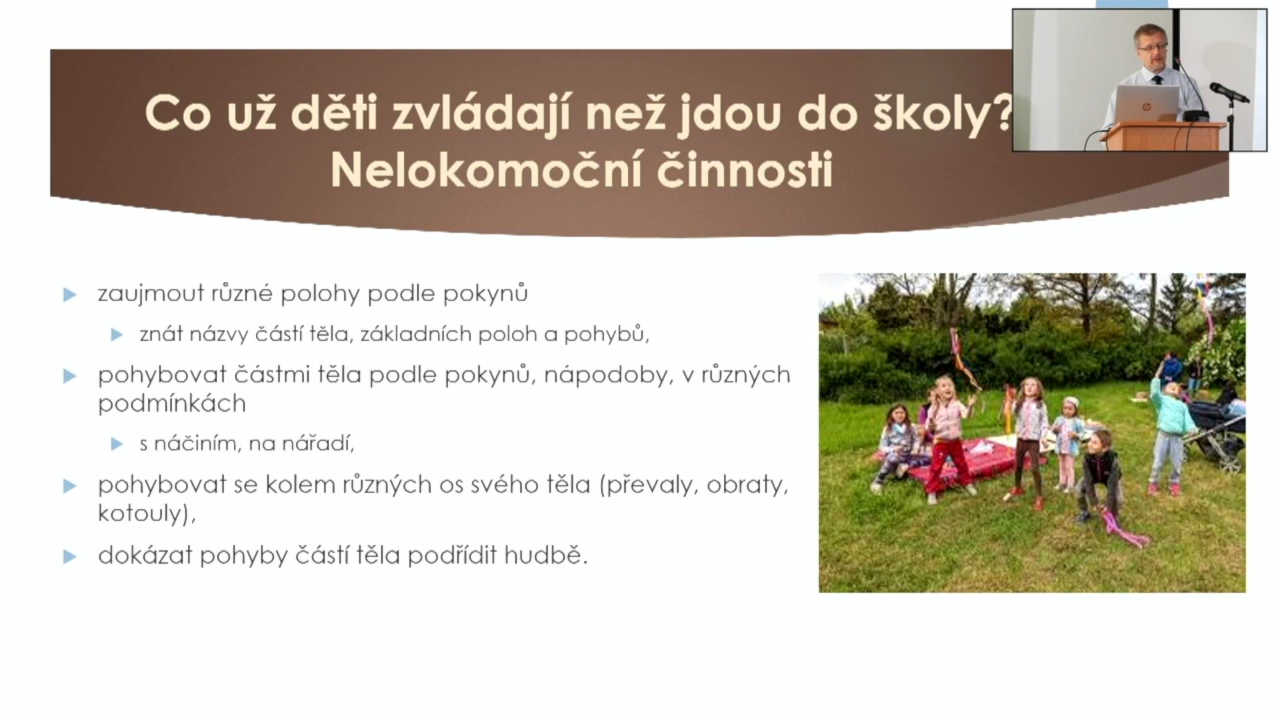 Co už děti zvládají než jdou do školy?
Nelokomoční činnosti
zaujmout různé polohy podle pokynů
znát názvy částí těla, základních poloh a pohybů,
pohybovat částmi těla podle pokynů, nápodoby, v různých
podmínkách
s náčiním, na nářadí,
pohybovat se kolem různých os svého těla (převaly, obraty,
kotouly),
dokázat pohyby částí těla podřídit hudbě.
hp